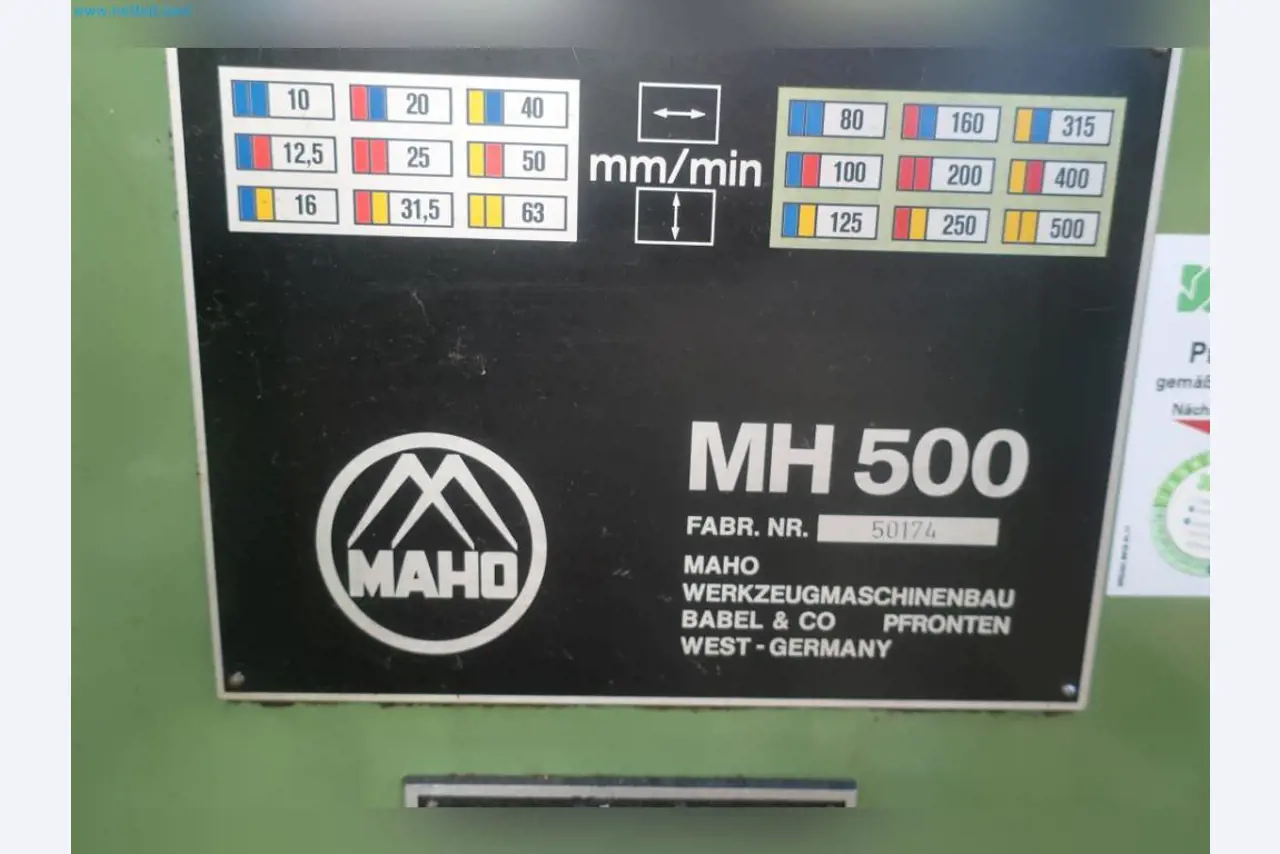 10 20 40
12,5 25 50
16 31,5 63
mm/min
80 160 315
100 200 400
125 250 500
MAHO
MH 500
FABR. NR. 50174
MAHO
WERKZEUGMASCHINENBAU
BABEL & CO PFRONTEN
WEST-GERMANY
gemäß